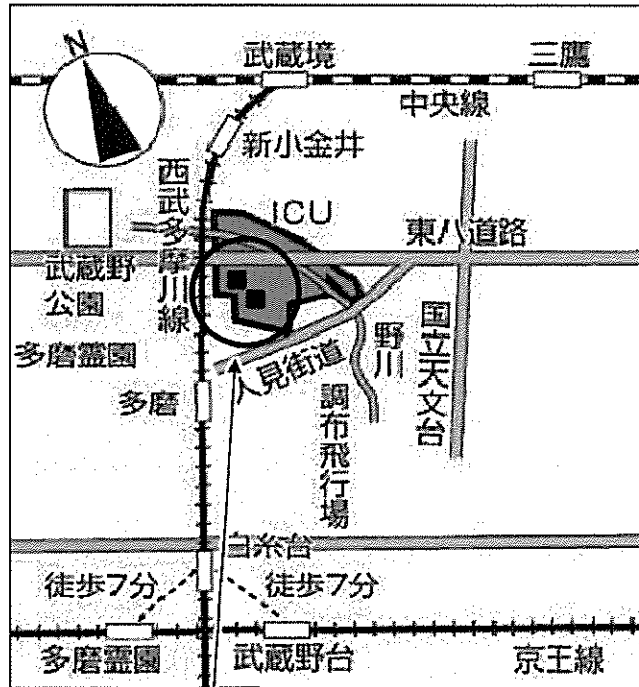 N
武蔵境
三鷹
中央線
新小金井
西武多摩川線
ICU
東八道路
武蔵野
公園
多磨霊園
人見街道
野川
国立天文台
多磨
調布飛行場
白糸台
徒歩7分
徒歩7分
多磨霊園
武蔵野台
京王線